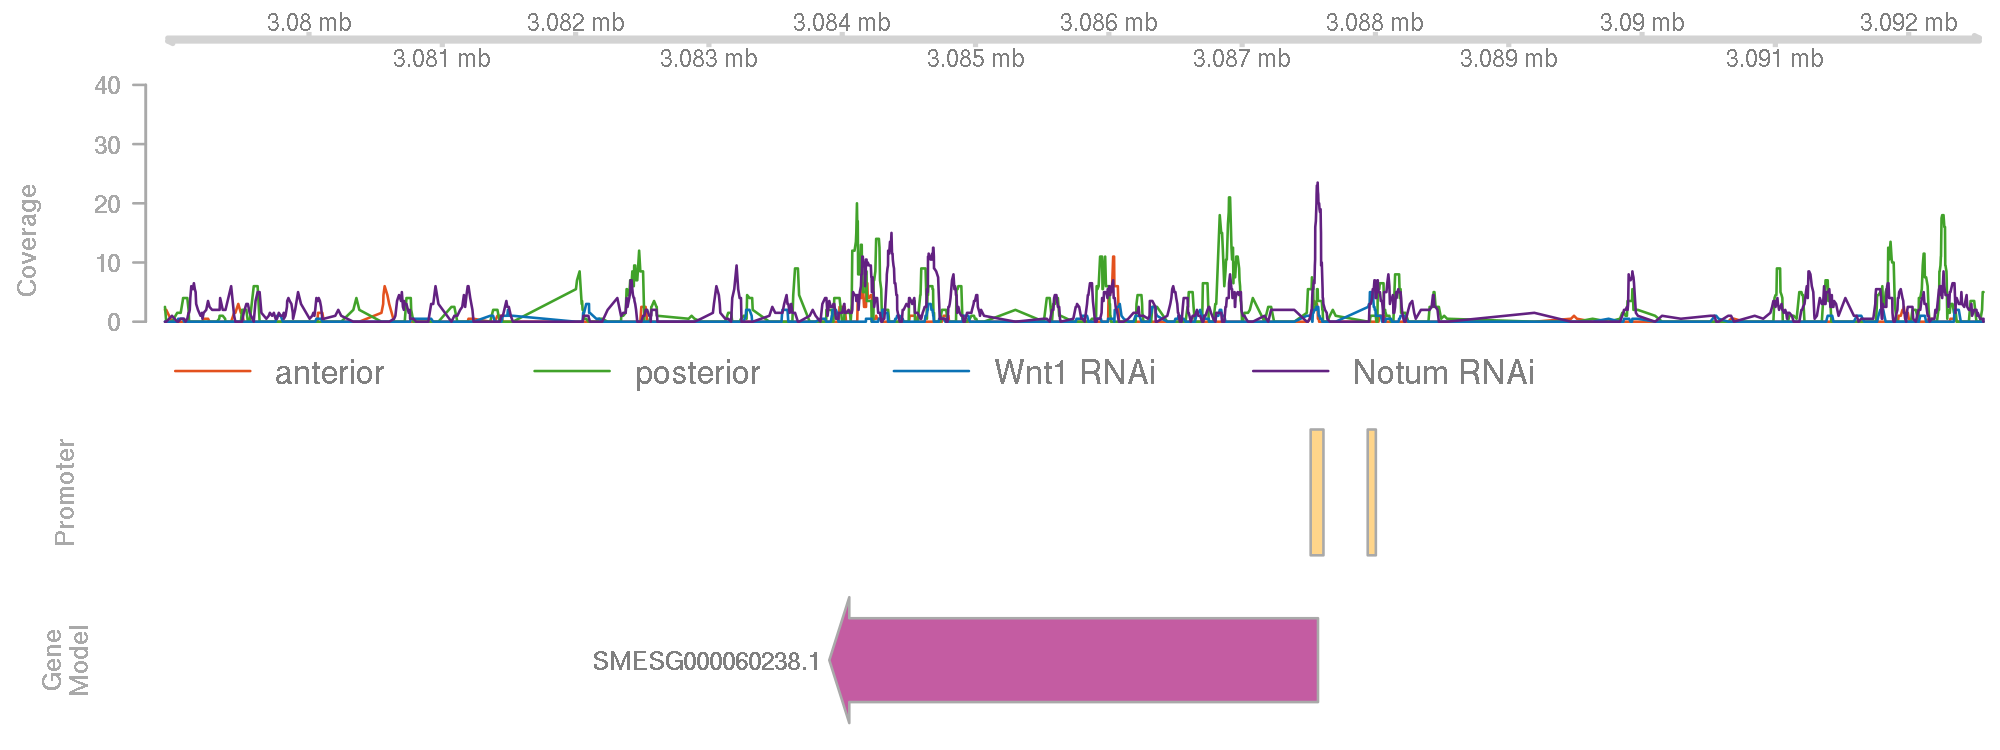 3.08 mb 3.082 mb 3.084 mb 3.086 mb 3.088 mb 3.09 mb 3.092 mb
3.081 mb 3.083 mb 3.085 mb 3.087 mb 3.089 mb 3.091 mb
40
30
20
10
0
Coverage
anterior posterior Wnt1 RNAi Notum RNAi
Promoter
Gene
Model
SMESG000060238.1